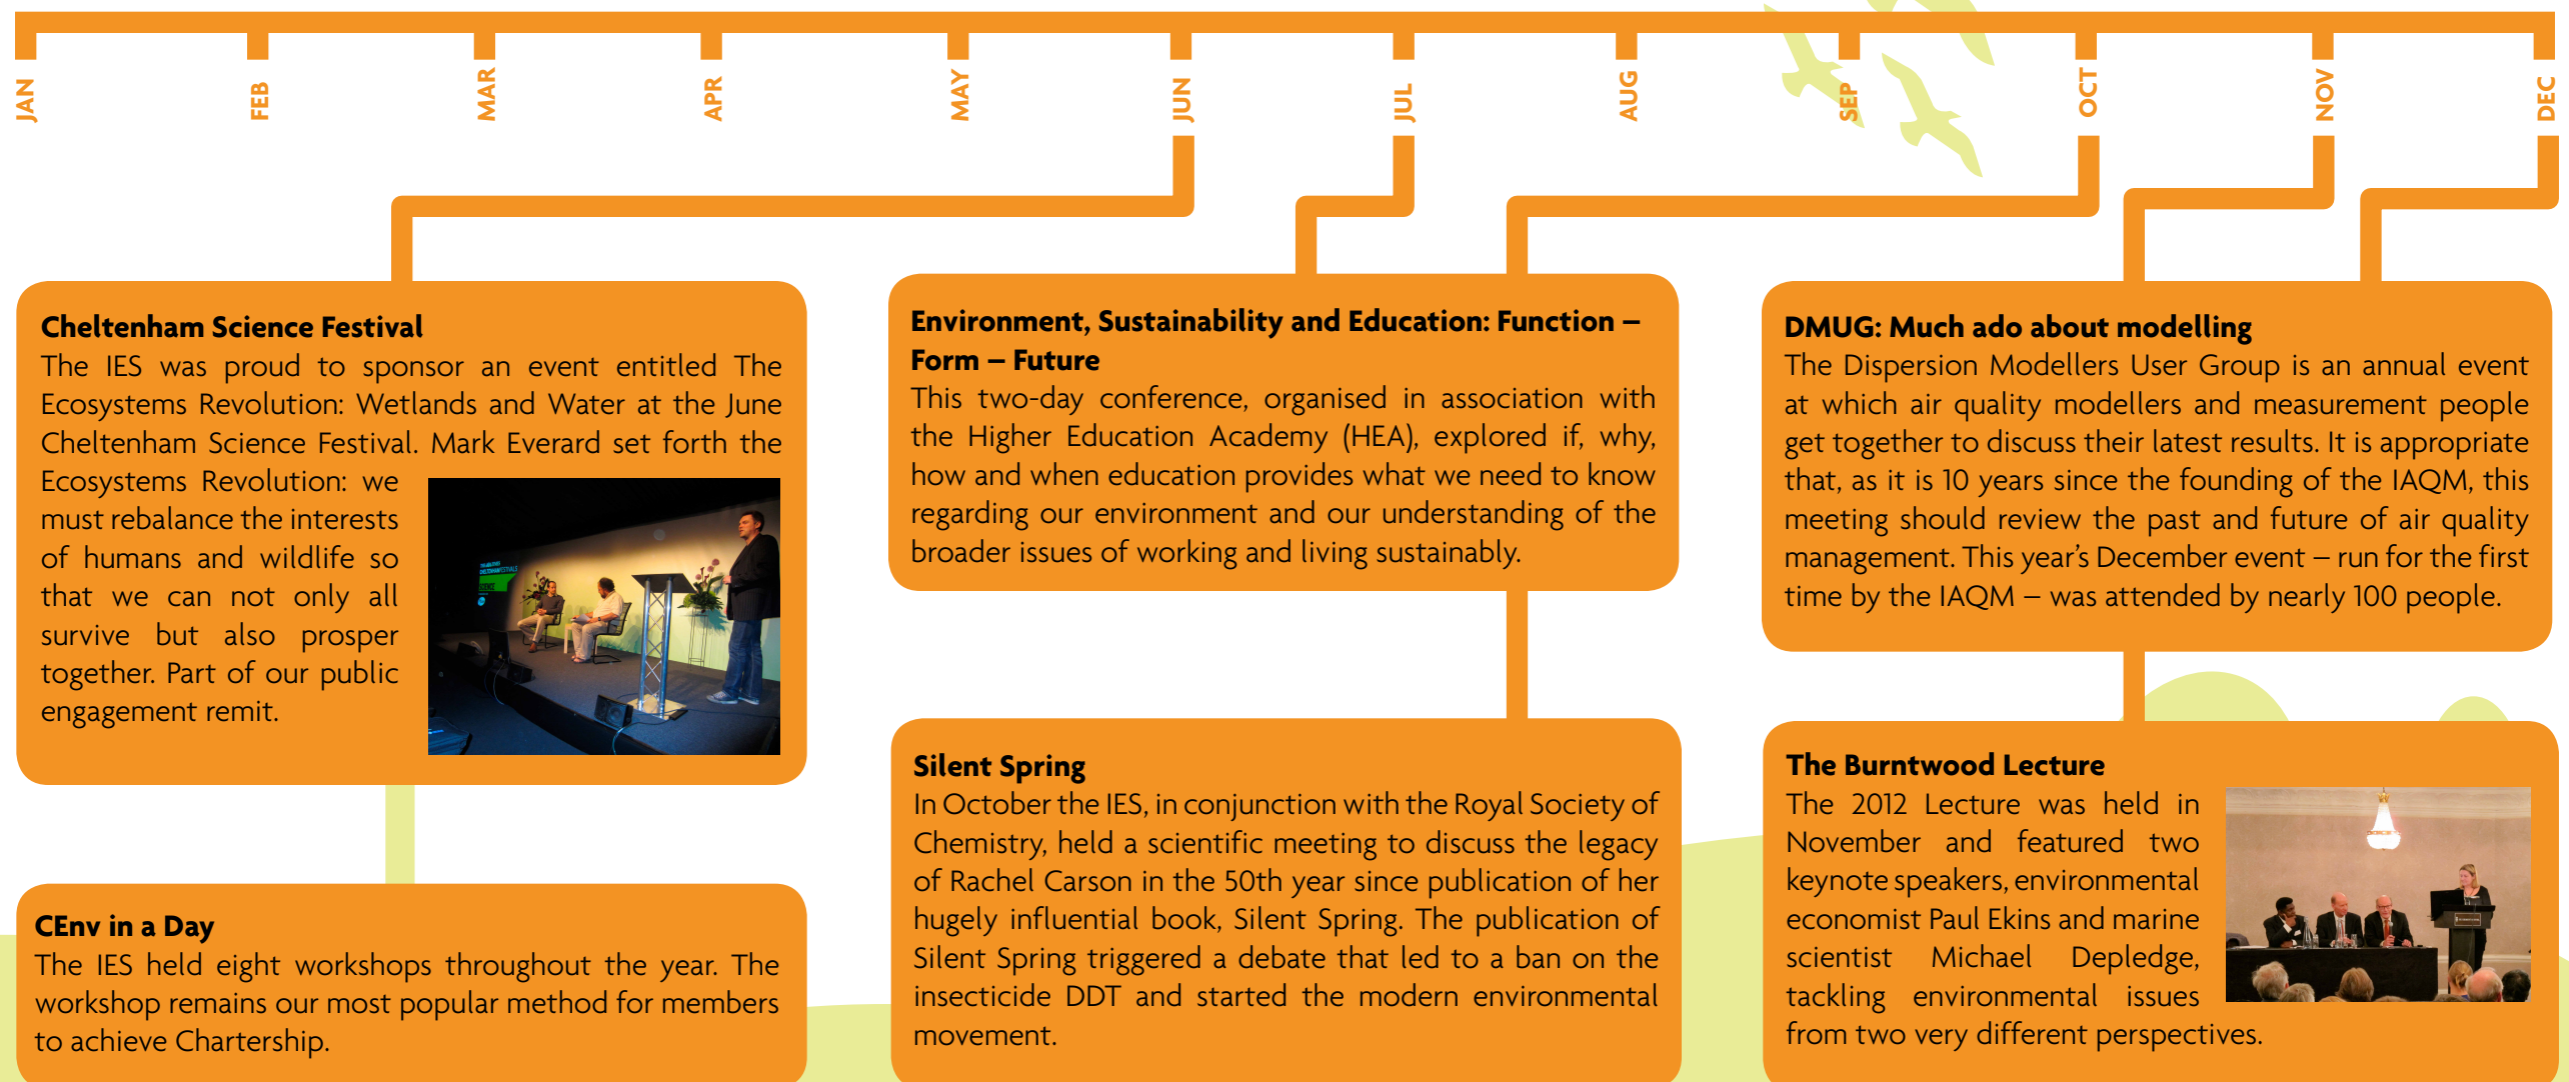 JAN
FEB
MAR
APR
MAY
JUN
JUL
AUG
SEP
OCT
NOV
DEC
Cheltenham Science Festival
The IES was proud to sponsor an event entitled The
Ecosystems Revolution: Wetlands and Water at the June
Cheltenham Science Festival. Mark Everard set forth the
Ecosystems Revolution: we
must rebalance the interests
of humans and wildlife so
that we can not only all
survive but also prosper
together. Part of our public
engagement remit.
CEnv in a Day
The IES held eight workshops throughout the year. The
workshop remains our most popular method for members
to achieve Chartership.
Environment, Sustainability and Education: Function –
Form – Future
This two-day conference, organised in association with
the Higher Education Academy (HEA), explored if, why,
how and when education provides what we need to know
regarding our environment and our understanding of the
broader issues of working and living sustainably.
Silent Spring
In October the IES, in conjunction with the Royal Society of
Chemistry, held a scientific meeting to discuss the legacy
of Rachel Carson in the 50th year since publication of her
hugely influential book, Silent Spring. The publication of
Silent Spring triggered a debate that led to a ban on the
insecticide DDT and started the modern environmental
movement.
DMUG: Much ado about modelling
The Dispersion Modellers User Group is an annual event
at which air quality modellers and measurement people
get together to discuss their latest results. It is appropriate
that, as it is 10 years since the founding of the IAQM, this
meeting should review the past and future of air quality
management. This year’s December event – run for the first
time by the IAQM – was attended by nearly 100 people.
The Burntwood Lecture
The 2012 Lecture was held in
November and featured two
keynote speakers, environmental
economist Paul Ekins and marine
scientist Michael Depledge,
tackling environmental issues
from two very different perspectives.